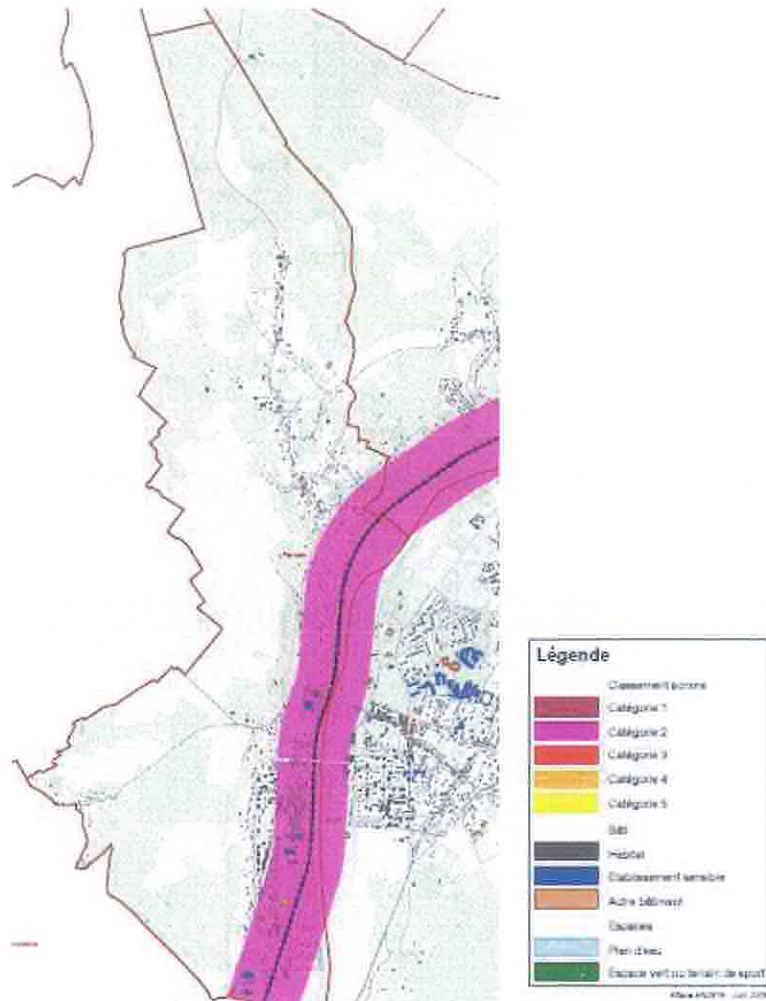 Légende
Classement sonore
Catégorie 1
Catégorie 2
Catégorie 3
Catégorie 4
Catégorie 5
Bâti
Habitat
Etablissement sensible
Autre bâtiment
Espaces
Plan d'eau
Espace vert ou terrain de sport